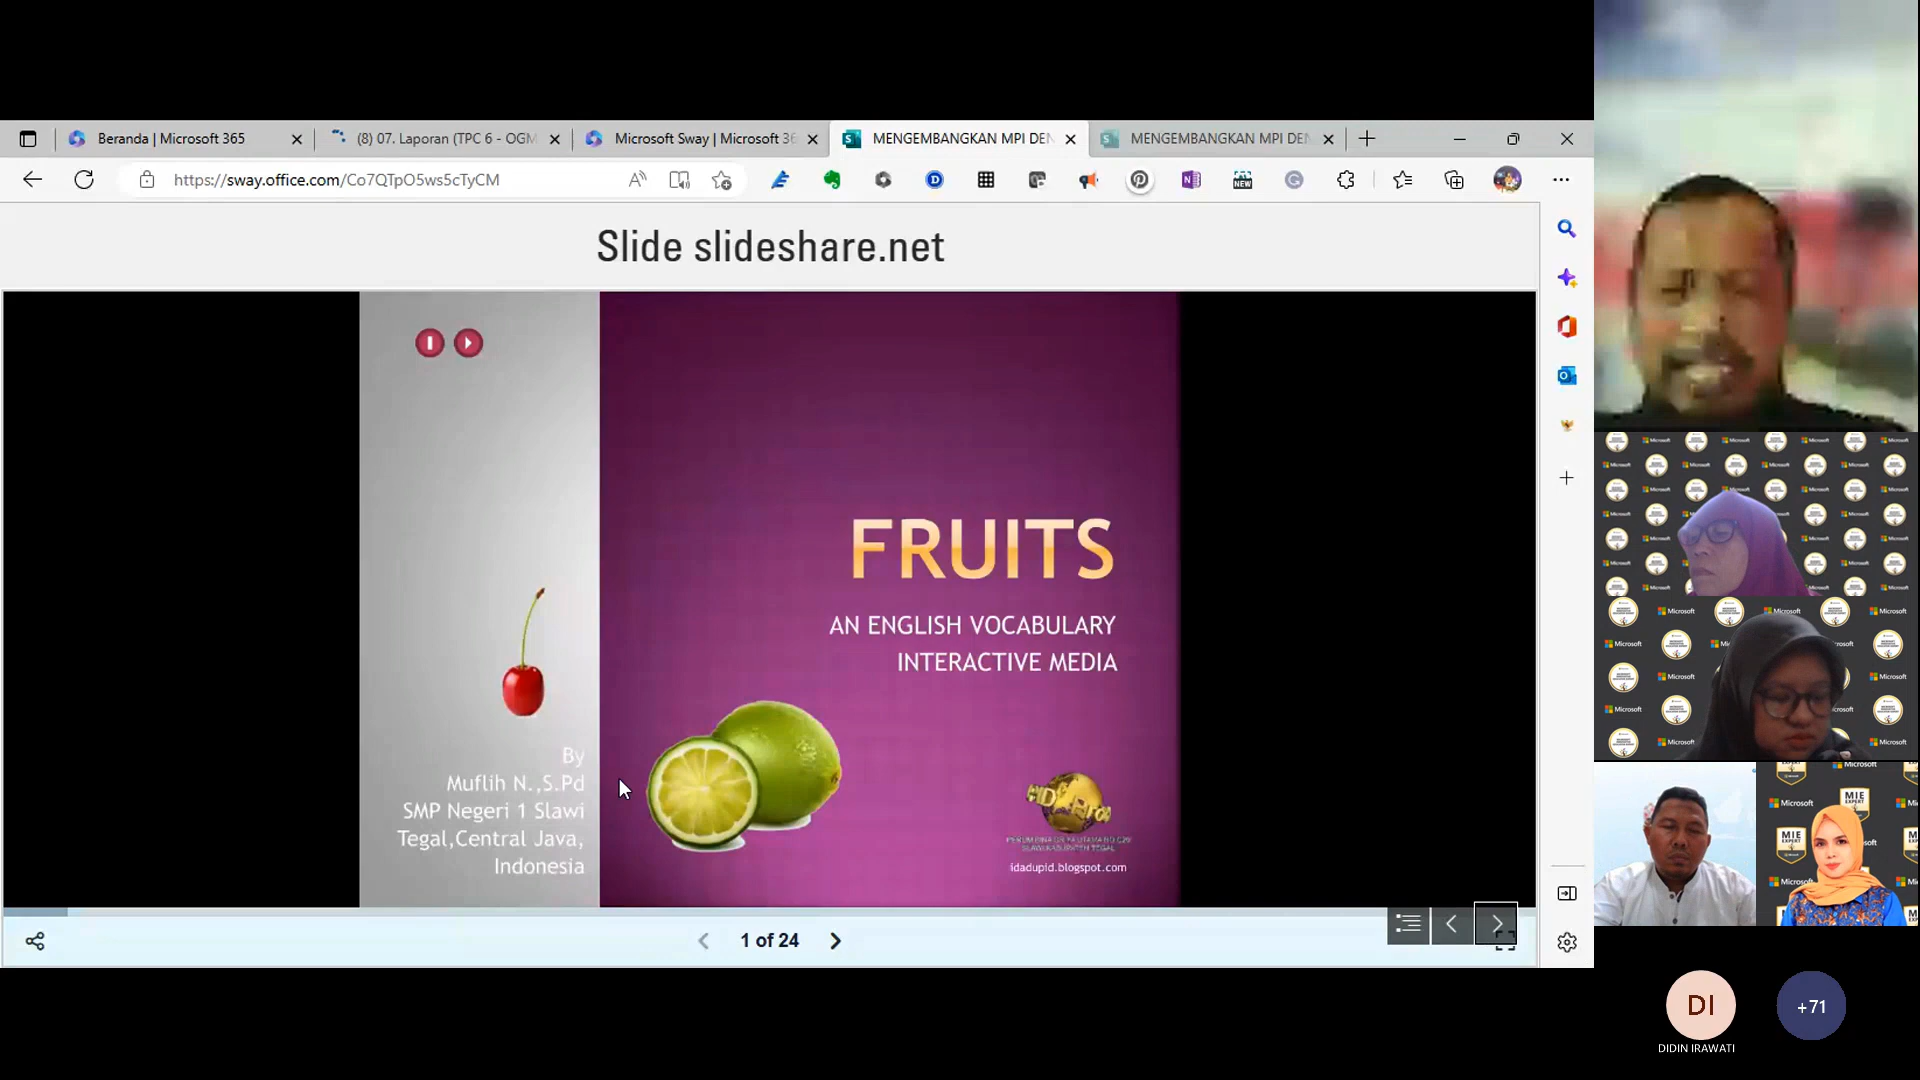 Beranda | Microsoft 365
(8) 07. Laporan (TPC 6 - OGM
Microsoft Sway | Microsoft 36
MENGEMBANGKAN MPI DEN
MENGEMBANGKAN MPI DEN
https://sway.office.com/Co7QTpO5ws5cTyCM
NEW
Slide slideshare.net
FRUITS
AN ENGLISH VOCABULARY
INTERACTIVE MEDIA
By
Muflih N.,S.Pd
SMP Negeri 1 Slawi
Tegal,Central Java,
Indonesia
idadupid.blogspot.com
1 of 24
Microsoft
MIE
EXPERT
DI
DIDIN IRAWATI
+71